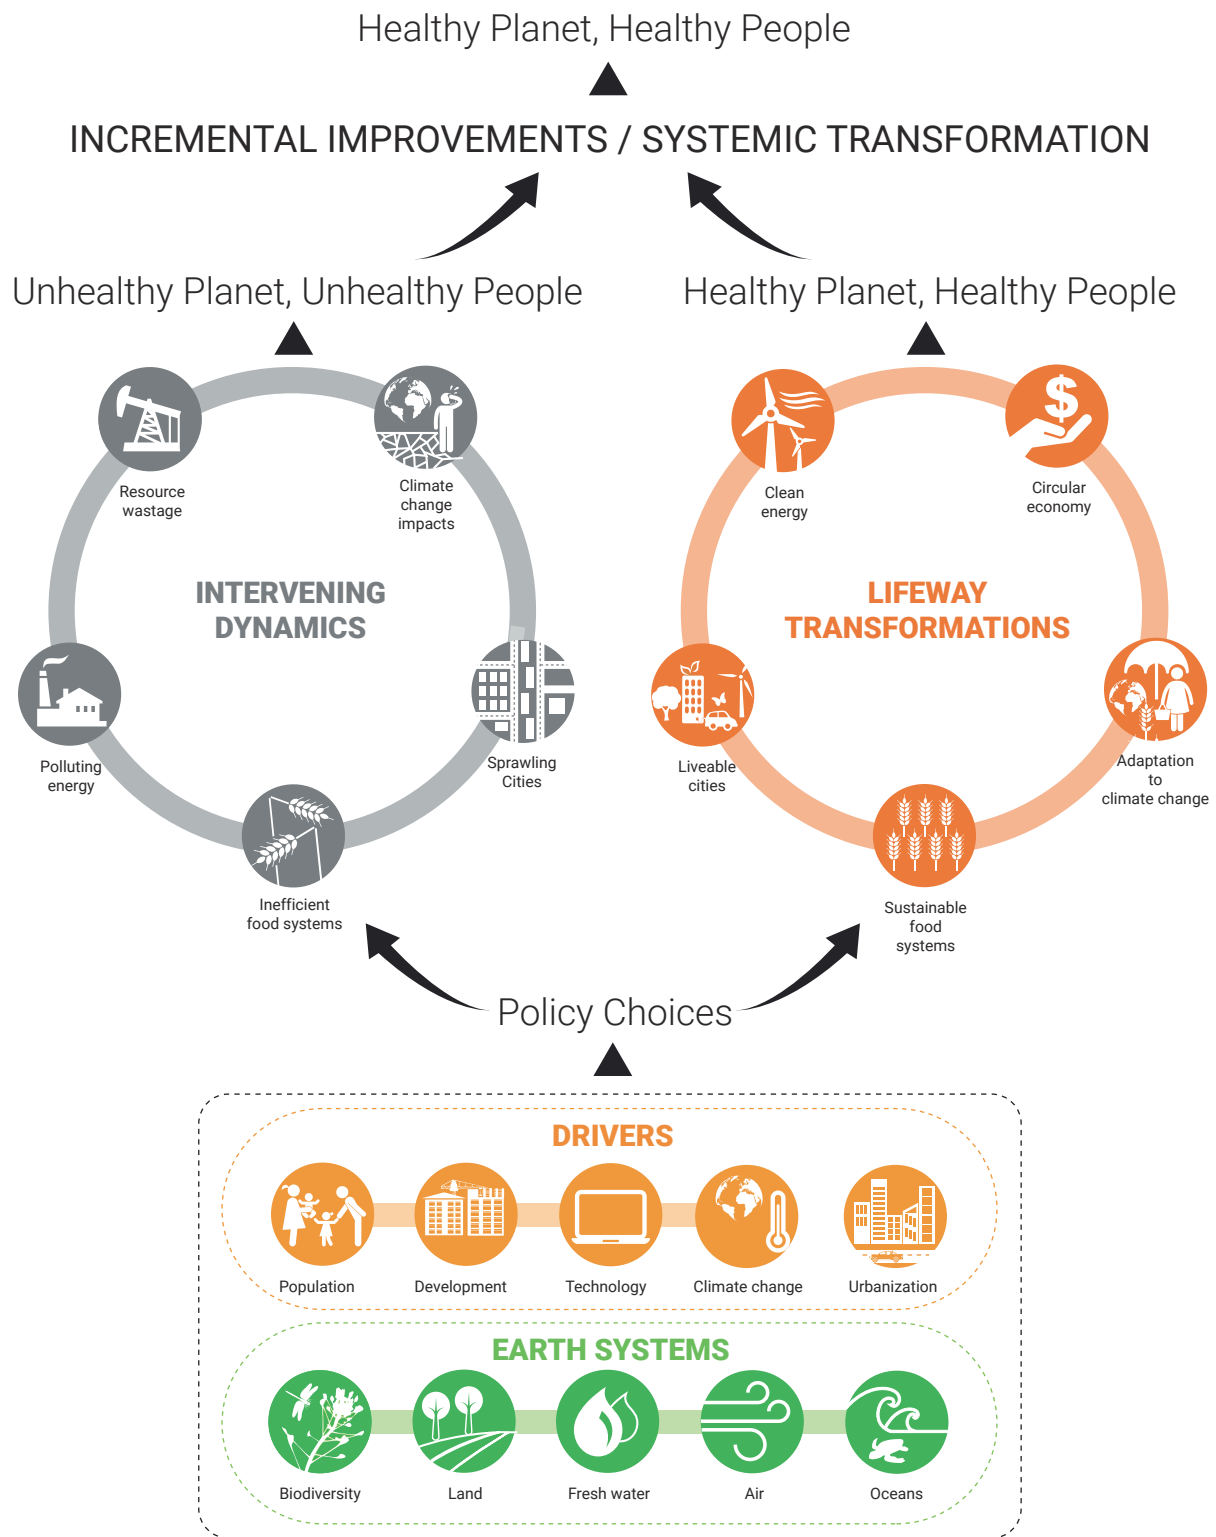 Healthy Planet, Healthy People
INCREMENTAL IMPROVEMENTS / SYSTEMIC TRANSFORMATION
Unhealthy Planet, Unhealthy People
Healthy Planet, Healthy People
Resource
wastage
Climate
change
impacts
INTERVENING
DYNAMICS
Polluting
energy
Sprawling
Cities
Inefficient
food systems
$
Clean
energy
Circular
economy
LIFEWAY
TRANSFORMATIONS
Liveable
cities
Adaptation
to
climate change
Sustainable
food
systems
Policy Choices
DRIVERS
Population
Development
Technology
Climate change
Urbanization
EARTH SYSTEMS
Biodiversity
Land
Fresh water
Air
Oceans